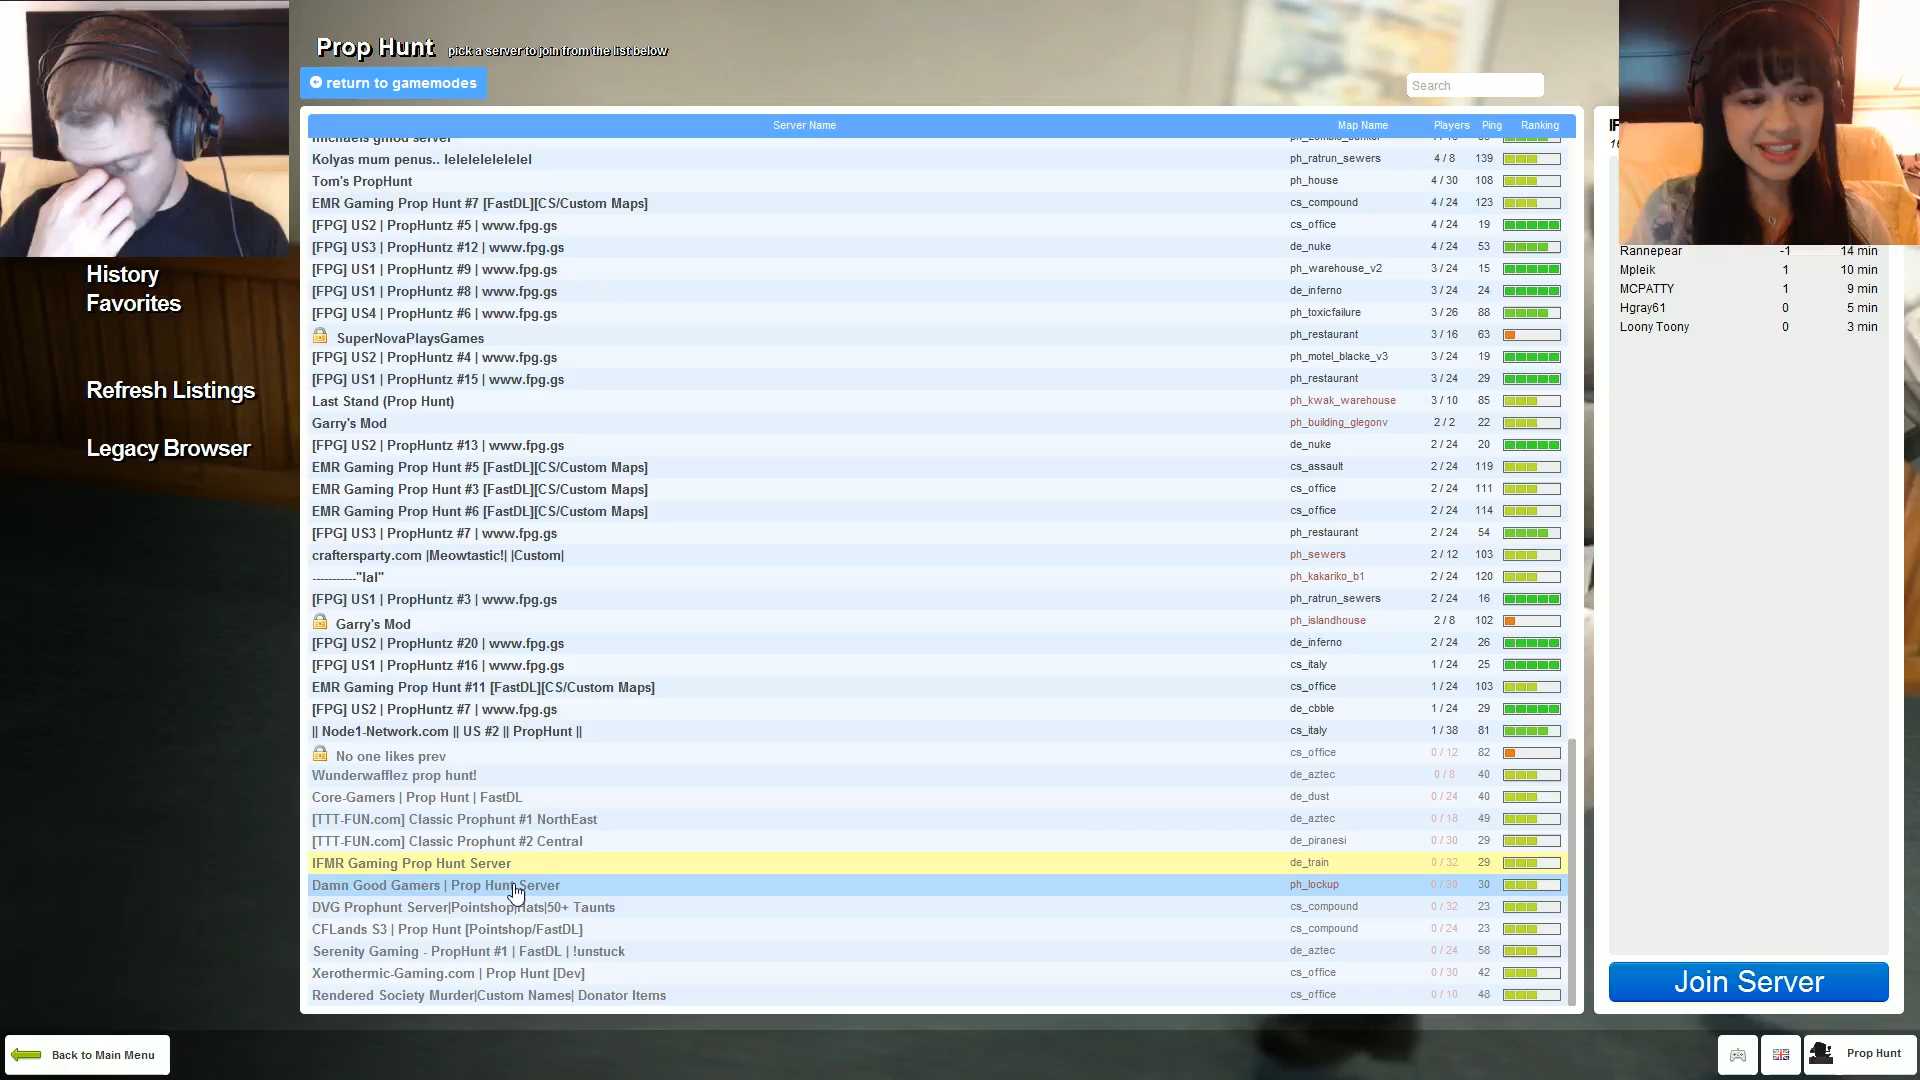 Prop Hunt pick a server to join from the list below
return to gamemodes
Search
Server Name Map Name Players Ping Ranking
Kolyas mum penus.. lelelelelelelel ph_ratrun_sewers 4 / 8 139
Tom's PropHunt ph_house 4 / 30 108
EMR Gaming Prop Hunt #7 [FastDL][CS/Custom Maps] cs_compound 4 / 24 123
[FPG] US2 | PropHuntz #5 | www.fpg.gs cs_office 4 / 24 19
[FPG] US3 | PropHuntz #12 | www.fpg.gs de_nuke 4 / 24 53
[FPG] US1 | PropHuntz #9 | www.fpg.gs ph_warehouse_v2 3 / 24 15
[FPG] US1 | PropHuntz #8 | www.fpg.gs de_inferno 3 / 24 24
[FPG] US4 | PropHuntz #6 | www.fpg.gs ph_toxicfailure 3 / 26 88
SuperNovaPlaysGames ph_restaurant 3 / 16 63
[FPG] US2 | PropHuntz #4 | www.fpg.gs ph_motel_blacke_v3 3 / 24 19
[FPG] US1 | PropHuntz #15 | www.fpg.gs ph_restaurant 3 / 24 29
Last Stand (Prop Hunt) ph_kwak_warehouse 3 / 10 85
Garry's Mod ph_building_glegonv 2 / 2 22
[FPG] US2 | PropHuntz #13 | www.fpg.gs de_nuke 2 / 24 20
EMR Gaming Prop Hunt #5 [FastDL][CS/Custom Maps] cs_assault 2 / 24 119
EMR Gaming Prop Hunt #3 [FastDL][CS/Custom Maps] cs_office 2 / 24 111
EMR Gaming Prop Hunt #6 [FastDL][CS/Custom Maps] cs_office 2 / 24 114
[FPG] US3 | PropHuntz #7 | www.fpg.gs ph_restaurant 2 / 24 54
craftersparty.com |Meowtastic!| |Custom| ph_sewers 2 / 12 103
-----------"lal" ph_kakariko_b1 2 / 24 120
[FPG] US1 | PropHuntz #3 | www.fpg.gs ph_ratrun_sewers 2 / 24 16
Garry's Mod ph_islandhouse 2 / 8 102
[FPG] US2 | PropHuntz #20 | www.fpg.gs de_inferno 2 / 24 26
[FPG] US1 | PropHuntz #16 | www.fpg.gs cs_italy 1 / 24 25
EMR Gaming Prop Hunt #11 [FastDL][CS/Custom Maps] cs_office 1 / 24 103
[FPG] US2 | PropHuntz #7 | www.fpg.gs de_cbble 1 / 24 29
|| Node1-Network.com || US #2 || PropHunt || cs_italy 1 / 38 81
No one likes prev cs_office 0 / 12 82
Wunderwafflez prop hunt! de_aztec 0 / 8 40
Core-Gamers | Prop Hunt | FastDL de_dust 0 / 24 40
[TTT-FUN.com] Classic Prophunt #1 NorthEast de_aztec 0 / 18 49
[TTT-FUN.com] Classic Prophunt #2 Central de_piranesi 0 / 30 29
IFMR Gaming Prop Hunt Server de_train 0 / 32 29
Damn Good Gamers | Prop Hunt Server ph_lockup 0 / 30 30
DVG Prophunt Server|Pointshop|Hats|50+ Taunts cs_compound 0 / 32 23
CFLands S3 | Prop Hunt [Pointshop/FastDL] cs_compound 0 / 24 23
Serenity Gaming - PropHunt #1 | FastDL | !unstuck de_aztec 0 / 24 58
Xerothermic-Gaming.com | Prop Hunt [Dev] cs_office 0 / 30 42
Rendered Society Murder|Custom Names| Donator Items cs_office 0 / 10 48
History
Favorites
Refresh Listings
Legacy Browser
Rannepear -1 14 min
Mpleik 1 10 min
MCPATTY 1 9 min
Hgray61 0 5 min
Loony Toony 0 3 min
Join Server
Back to Main Menu
Prop Hunt